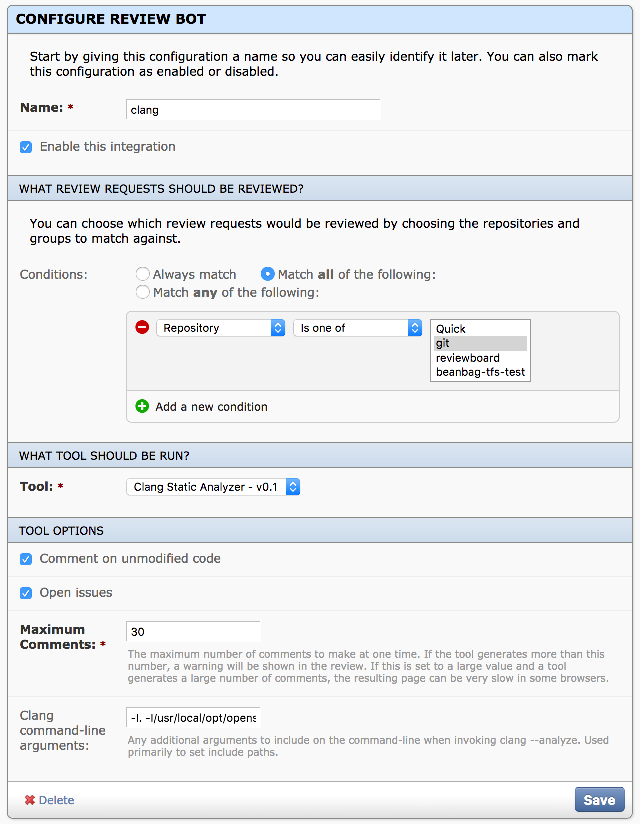 CONFIGURE REVIEW BOT
Start by giving this configuration a name so you can easily identify it later. You can also mark
this configuration as enabled or disabled.
Name: *
clang
Enable this integration
WHAT REVIEW REQUESTS SHOULD BE REVIEWED?
You can choose which review requests would be reviewed by choosing the repositories and
groups to match against.
Conditions:
Always match
Match all of the following:
Match any of the following:
Repository
Is one of
Quick
git
reviewboard
beanbag-tfs-test
Add a new condition
WHAT TOOL SHOULD BE RUN?
Tool: *
Clang Static Analyzer - v0.1
TOOL OPTIONS
Comment on unmodified code
Open issues
Maximum
Comments: *
30
The maximum number of comments to make at one time. If the tool generates more than this
number, a warning will be shown in the review. If this is set to a large value and a tool
generates a large number of comments, the resulting page can be very slow in some browsers.
Clang
command-line
arguments:
-I. -I/usr/local/opt/opens
Any additional arguments to include on the command-line when invoking clang --analyze. Used
primarily to set include paths.
Delete
Save